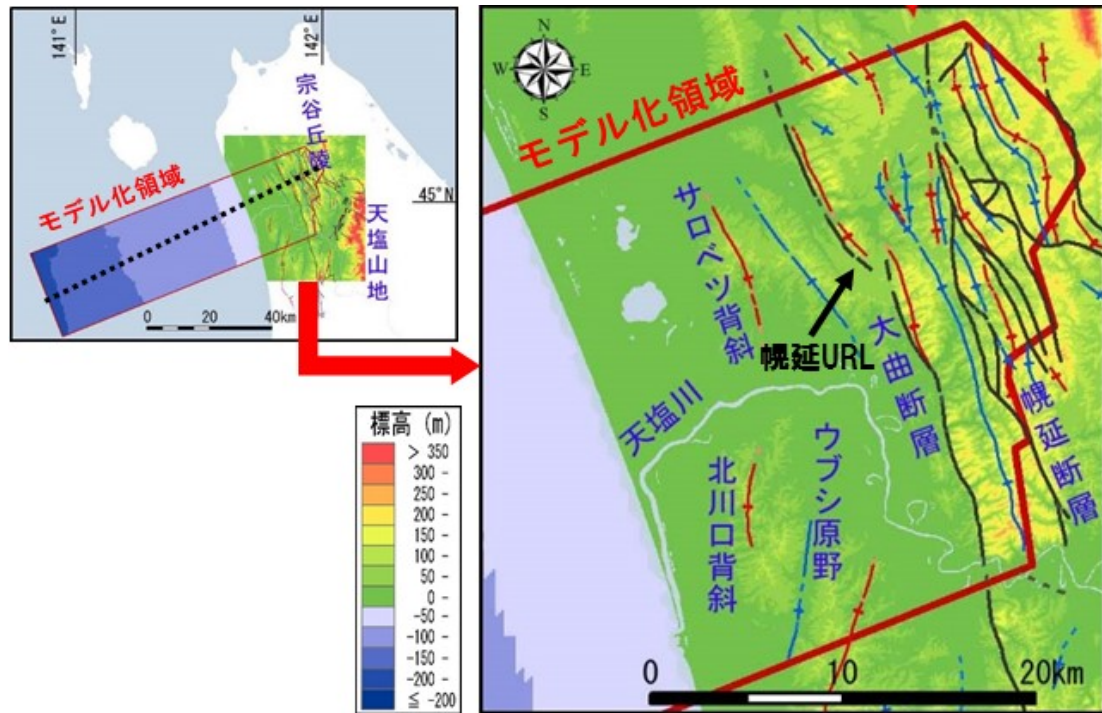 141°E
142°E
宗谷丘陵
モデル化領域
45°N
天塩山地
0 20 40km
標高 (m)
> 350
300 -
250 -
200 -
150 -
100 -
50 -
0 -
-50 -
-100 -
-150 -
-200 -
≦ -200
N
W E
S
モデル化領域
サロベツ背斜
幌延URL
大曲断層
幌延断層
天塩川
ウブシ原野
北川口背斜
0 10 20km